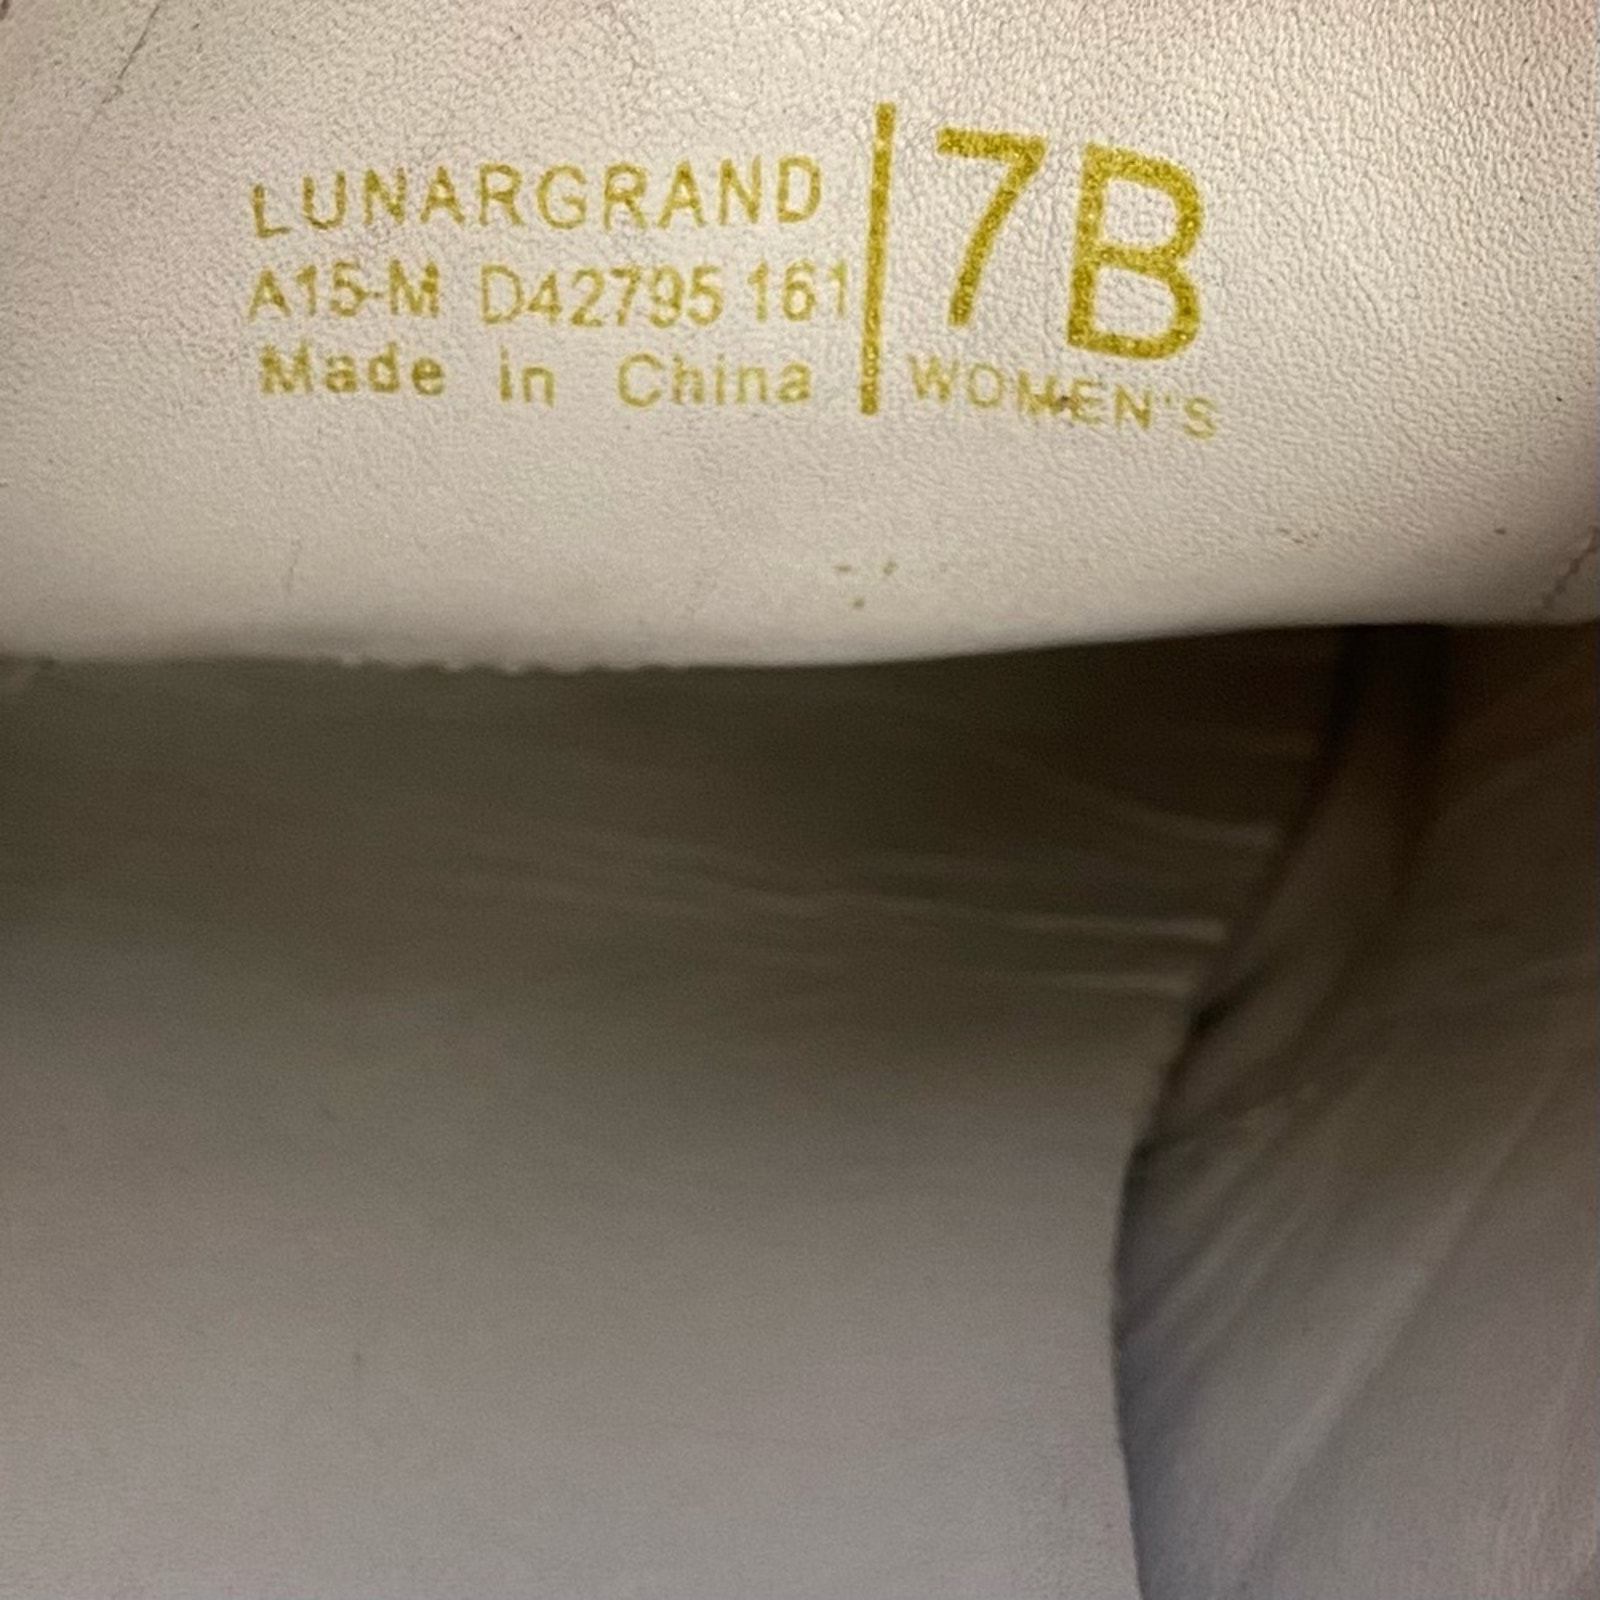 LUNARGRAND
A15-M D42795 161
Made in China
7B
WOMEN'S